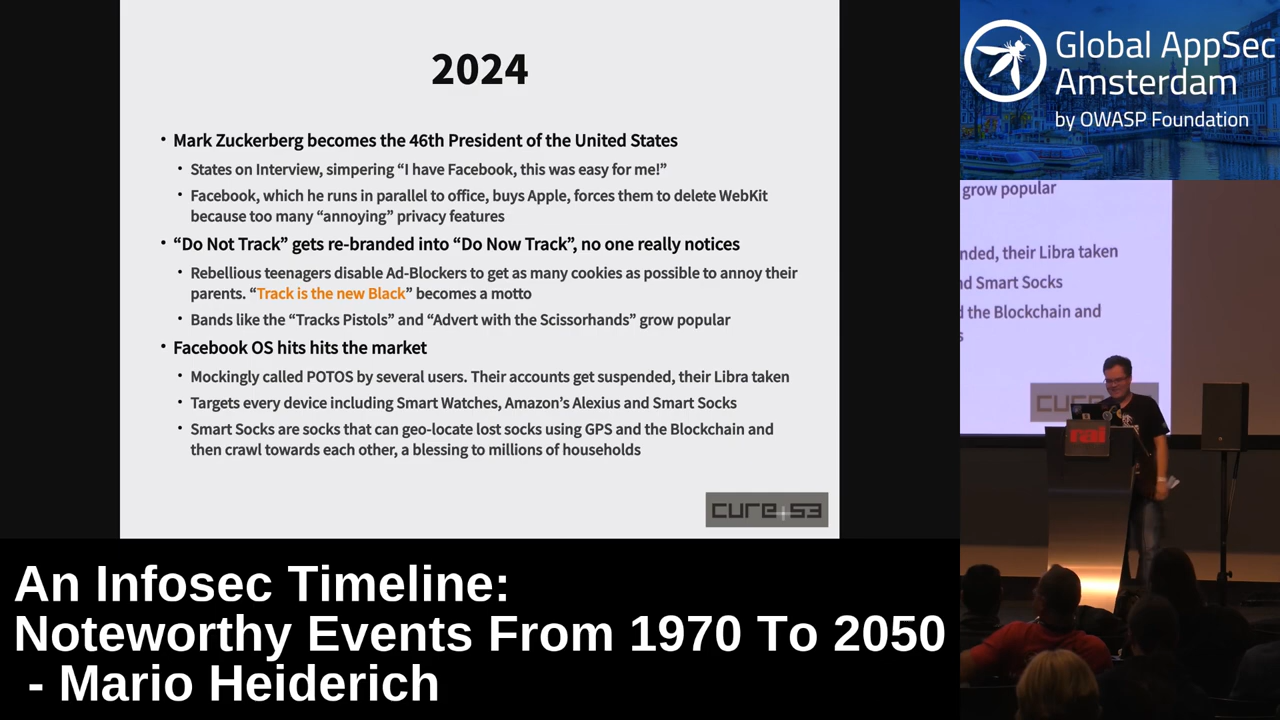 2024
• Mark Zuckerberg becomes the 46th President of the United States
• States on Interview, simpering “I have Facebook, this was easy for me!”
• Facebook, which he runs in parallel to office, buys Apple, forces them to delete WebKit
because too many “annoying” privacy features
• “Do Not Track” gets re-branded into “Do Now Track”, no one really notices
• Rebellious teenagers disable Ad-Blockers to get as many cookies as possible to annoy their
parents. “Track is the new Black” becomes a motto
• Bands like the “Tracks Pistols” and “Advert with the Scissorhands” grow popular
• Facebook OS hits hits the market
• Mockingly called POTOS by several users. Their accounts get suspended, their Libra taken
• Targets every device including Smart Watches, Amazon’s Alexius and Smart Socks
• Smart Socks are socks that can geo-locate lost socks using GPS and the Blockchain and
then crawl towards each other, a blessing to millions of households
cure+53
Global AppSec
Amsterdam
by OWASP Foundation
grow popular
nded, their Libra taken
nd Smart Socks
d the Blockchain and
s
cure
rai
An Infosec Timeline:
Noteworthy Events From 1970 To 2050
- Mario Heiderich